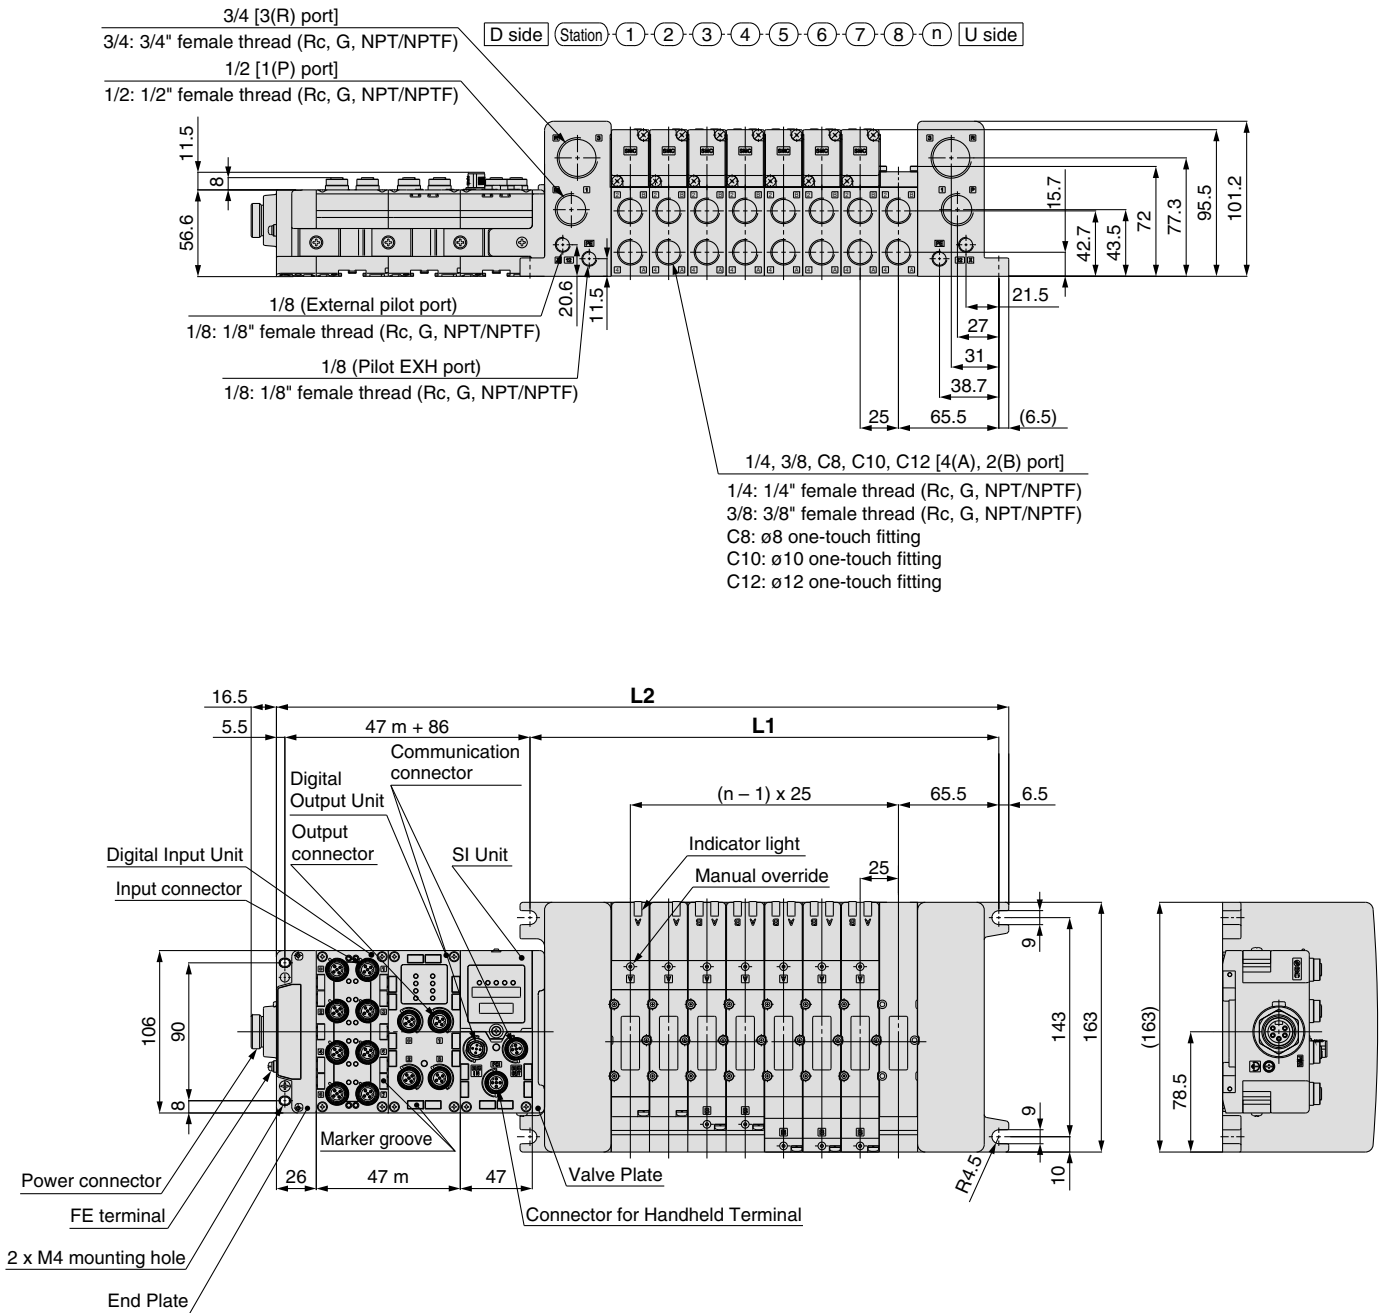 3/4 [3(R) port]
3/4: 3/4" female thread (Rc, G, NPT/NPTF)
1/2 [1(P) port]
1/2: 1/2" female thread (Rc, G, NPT/NPTF)
D side Station 1 2 3 4 5 6 7 8 n U side
11.5
8
56.6
15.7
42.7
43.5
72
77.3
95.5
101.2
20.6
11.5
1/8 (External pilot port)
1/8: 1/8" female thread (Rc, G, NPT/NPTF)
1/8 (Pilot EXH port)
1/8: 1/8" female thread (Rc, G, NPT/NPTF)
21.5
27
31
38.7
25
65.5
(6.5)
1/4, 3/8, C8, C10, C12 [4(A), 2(B) port]
1/4: 1/4" female thread (Rc, G, NPT/NPTF)
3/8: 3/8" female thread (Rc, G, NPT/NPTF)
C8: ø8 one-touch fitting
C10: ø10 one-touch fitting
C12: ø12 one-touch fitting
16.5
L2
5.5
47 m + 86
L1
Communication
connector
Digital
Output Unit
(n – 1) x 25
65.5
6.5
Output
connector
Digital Input Unit
SI Unit
Indicator light
Input connector
Manual override
25
9
106
90
8
143
163
(163)
78.5
9
10
R4.5
Marker groove
26
47 m
47
Valve Plate
Power connector
FE terminal
Connector for Handheld Terminal
2 x M4 mounting hole
End Plate